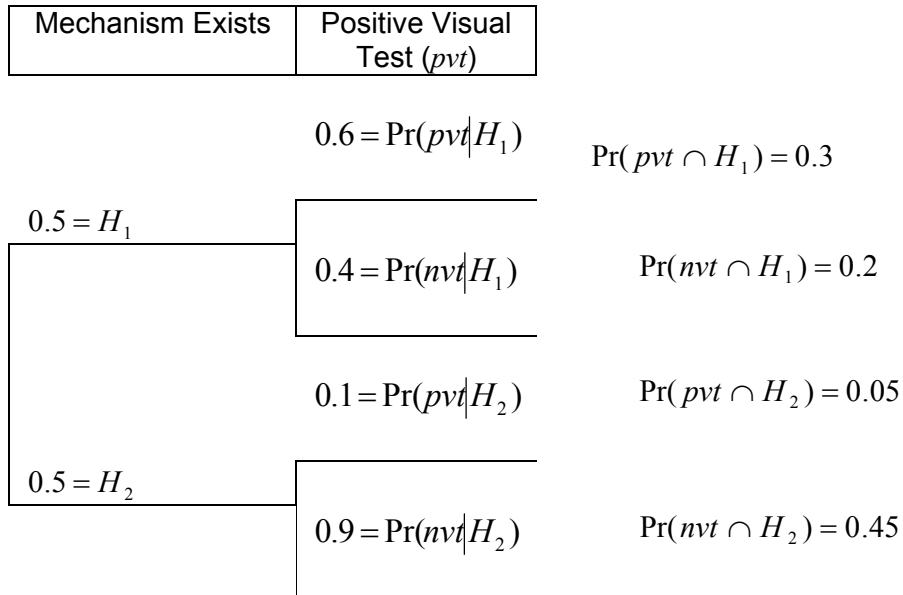 Mechanism Exists
Positive Visual
Test (pvt)
0.6 = Pr(pvt|H₁)
Pr(pvt ∩ H₁) = 0.3
0.5 = H₁
0.4 = Pr(nvt|H₁)
Pr(nvt ∩ H₁) = 0.2
0.1 = Pr(pvt|H₂)
Pr(pvt ∩ H₂) = 0.05
0.5 = H₂
0.9 = Pr(nvt|H₂)
Pr(nvt ∩ H₂) = 0.45